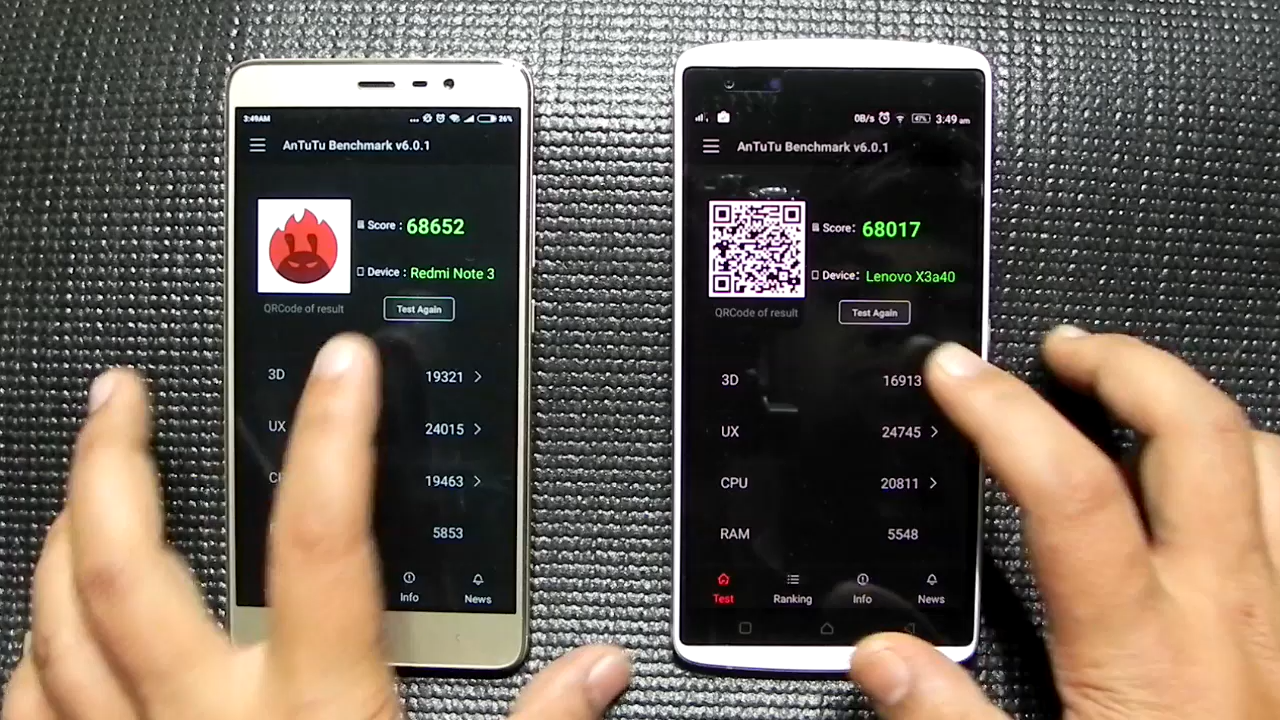 3:49AM
26%
AnTuTu Benchmark v6.0.1
Score : 68652
Device : Redmi Note 3
QRCode of result
Test Again
3D 19321
UX 24015
19463
5853
Info
News
0B/s 47% 3:49 am
AnTuTu Benchmark v6.0.1
Score: 68017
Device: Lenovo X3a40
QRCode of result
Test Again
3D 16913
UX 24745
CPU 20811
RAM 5548
Test
Ranking
Info
News